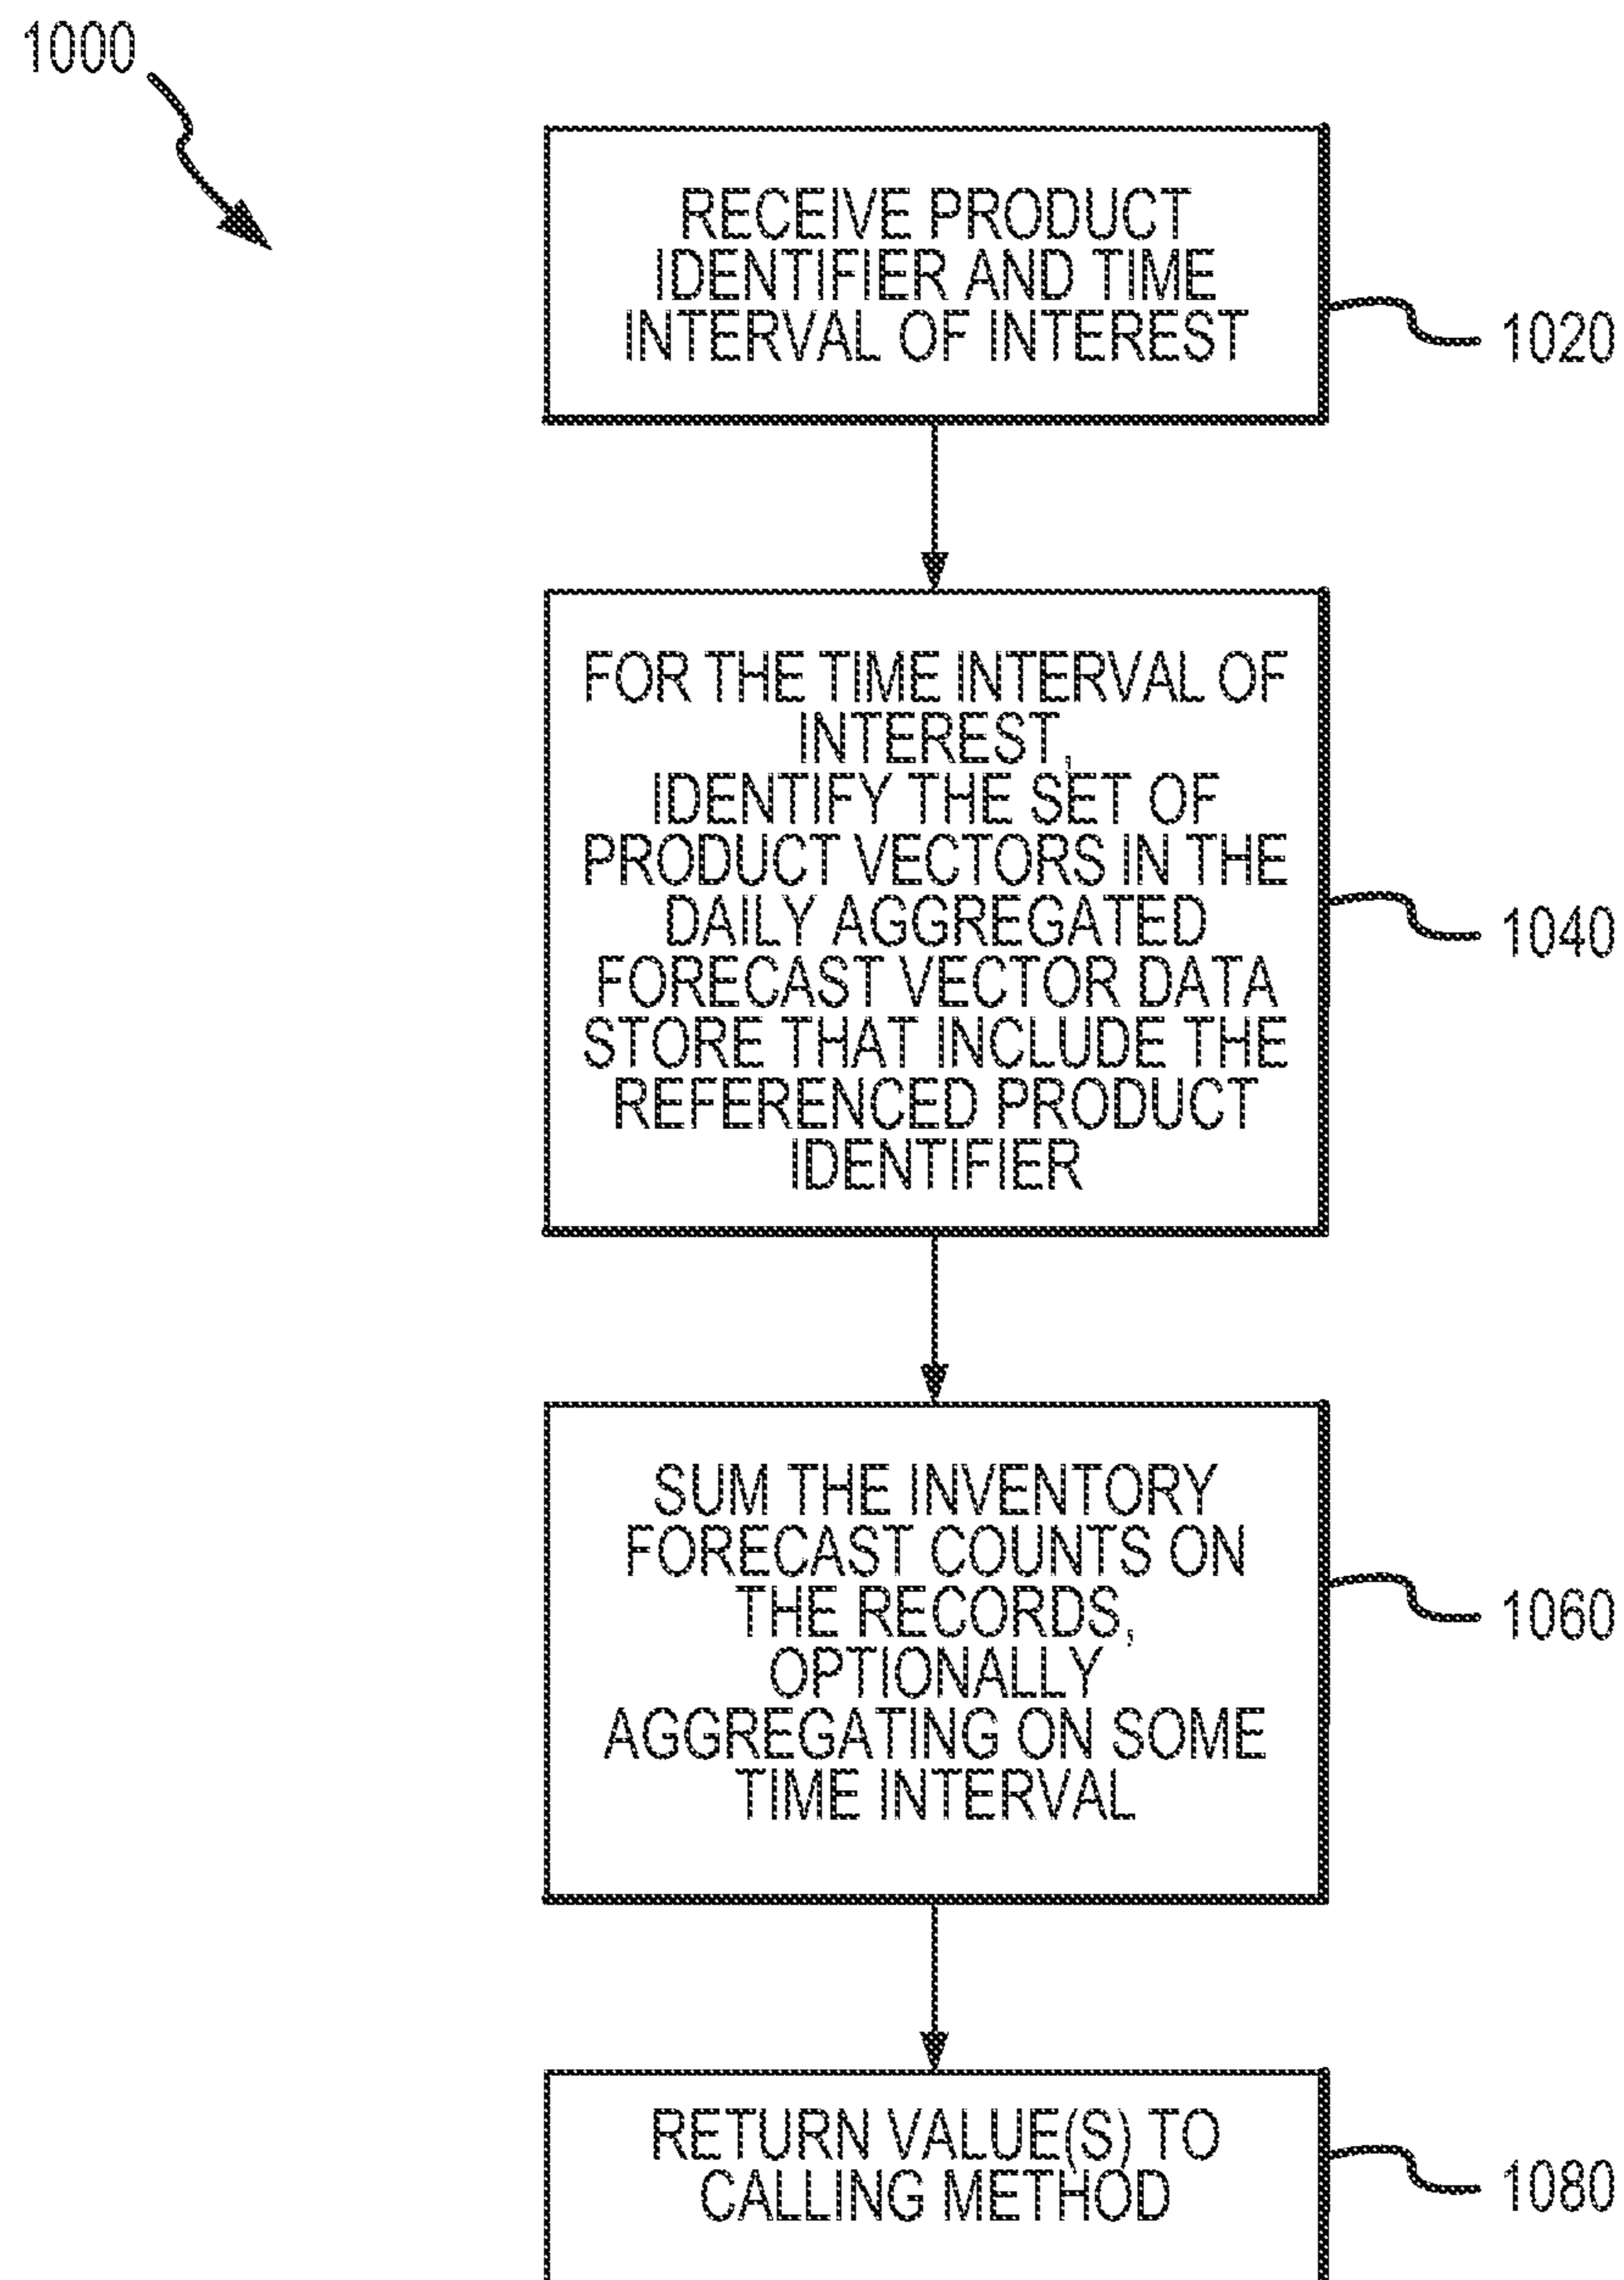 1000
RECEIVE PRODUCT
IDENTIFIER AND TIME
INTERVAL OF INTEREST
1020
FOR THE TIME INTERVAL OF
INTEREST,
IDENTIFY THE SET OF
PRODUCT VECTORS IN THE
DAILY AGGREGATED
FORECAST VECTOR DATA
STORE THAT INCLUDE THE
REFERENCED PRODUCT
IDENTIFIER
1040
SUM THE INVENTORY
FORECAST COUNTS ON
THE RECORDS,
OPTIONALLY
AGGREGATING ON SOME
TIME INTERVAL
1060
RETURN VALUE(S) TO
CALLING METHOD
1080